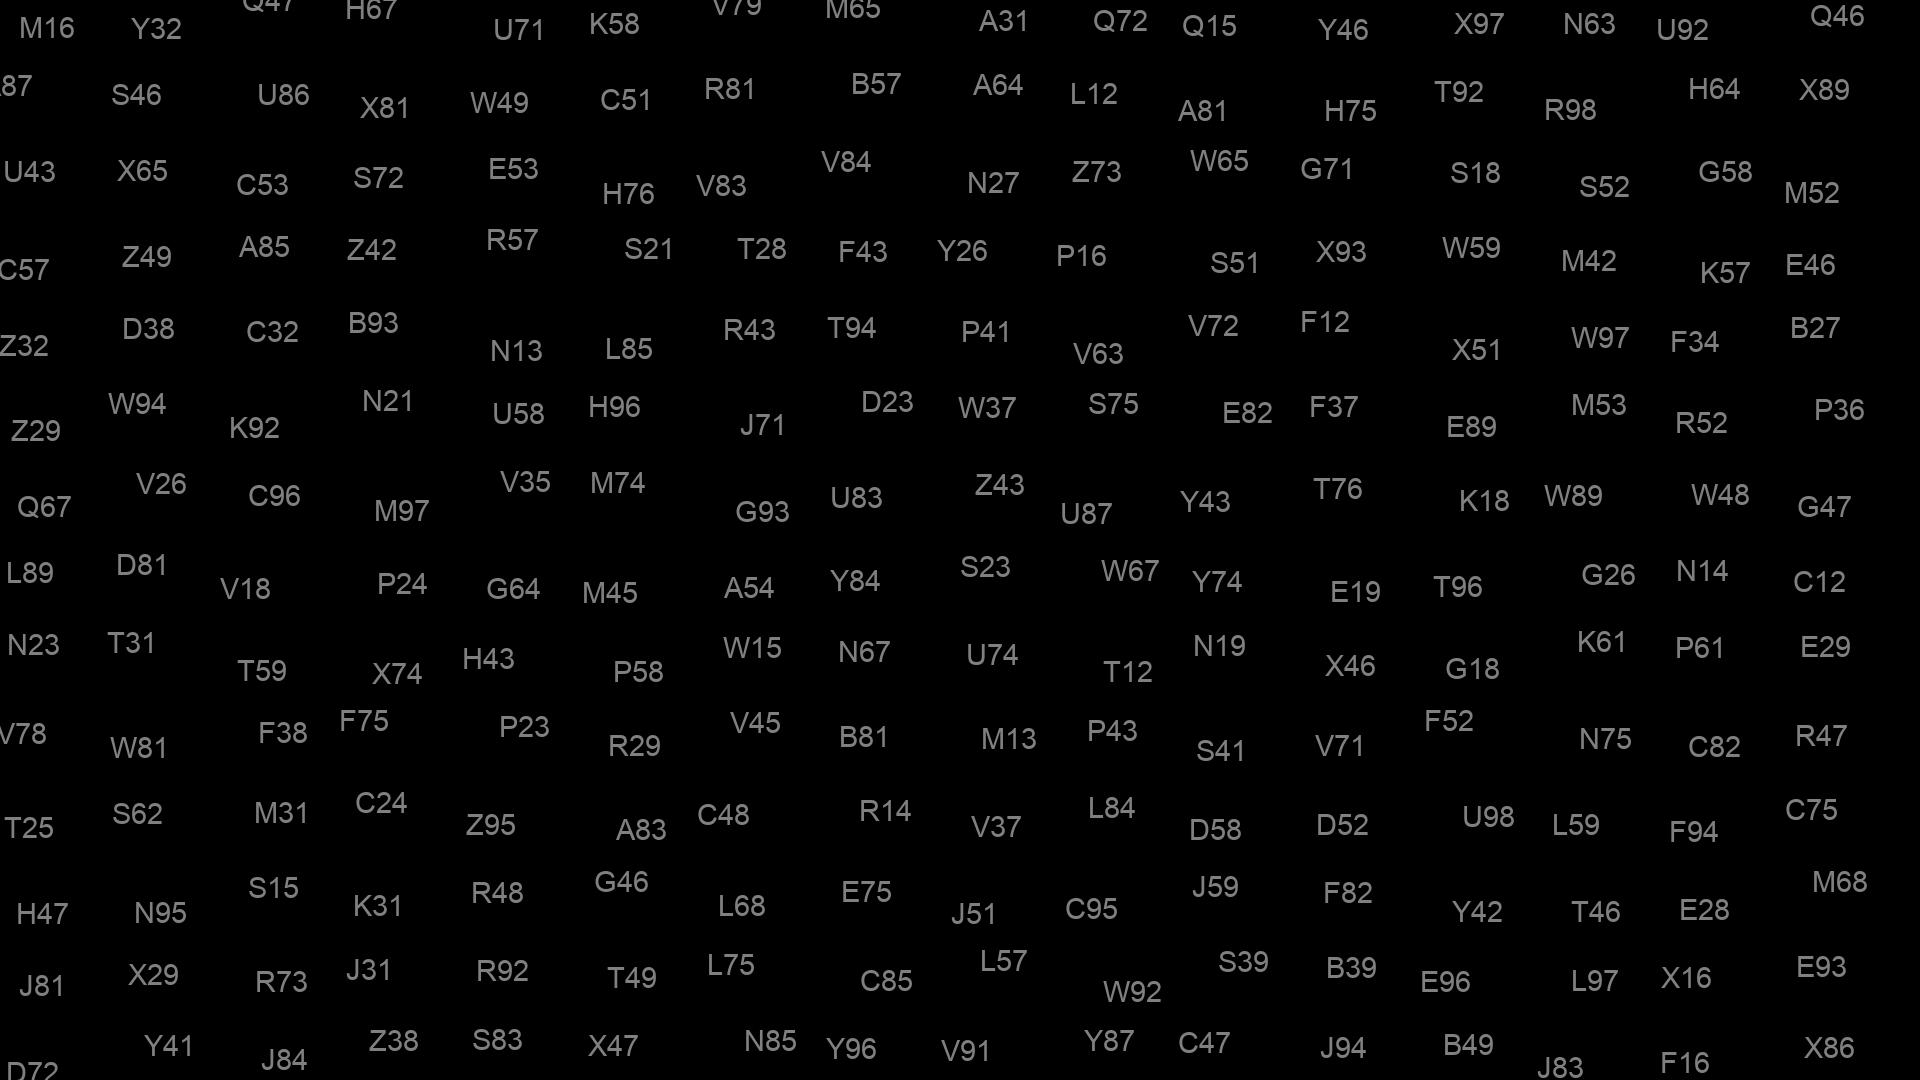 M16 Y32 Q47 H67 U71 K58 V79 M65 A31 Q72 Q15 Y46 X97 N63 U92 Q46
87 S46 U86 X81 W49 C51 R81 B57 A64 L12 A81 H75 T92 R98 H64 X89
U43 X65 C53 S72 E53 H76 V83 V84 N27 Z73 W65 G71 S18 S52 G58 M52
C57 Z49 A85 Z42 R57 S21 T28 F43 Y26 P16 S51 X93 W59 M42 K57 E46
Z32 D38 C32 B93 N13 L85 R43 T94 P41 V63 V72 F12 X51 W97 F34 B27
Z29 W94 K92 N21 U58 H96 J71 D23 W37 S75 E82 F37 E89 M53 R52 P36
Q67 V26 C96 M97 V35 M74 G93 U83 Z43 U87 Y43 T76 K18 W89 W48 G47
L89 D81 V18 P24 G64 M45 A54 Y84 S23 W67 Y74 E19 T96 G26 N14 C12
N23 T31 T59 X74 H43 P58 W15 N67 U74 T12 N19 X46 G18 K61 P61 E29
V78 W81 F38 F75 P23 R29 V45 B81 M13 P43 S41 V71 F52 N75 C82 R47
T25 S62 M31 C24 Z95 A83 C48 R14 V37 L84 D58 D52 U98 L59 F94 C75
H47 N95 S15 K31 R48 G46 L68 E75 J51 C95 J59 F82 Y42 T46 E28 M68
J81 X29 R73 J31 R92 T49 L75 C85 L57 W92 S39 B39 E96 L97 X16 E93
D72 Y41 J84 Z38 S83 X47 N85 Y96 V91 Y87 C47 J94 B49 J83 F16 X86